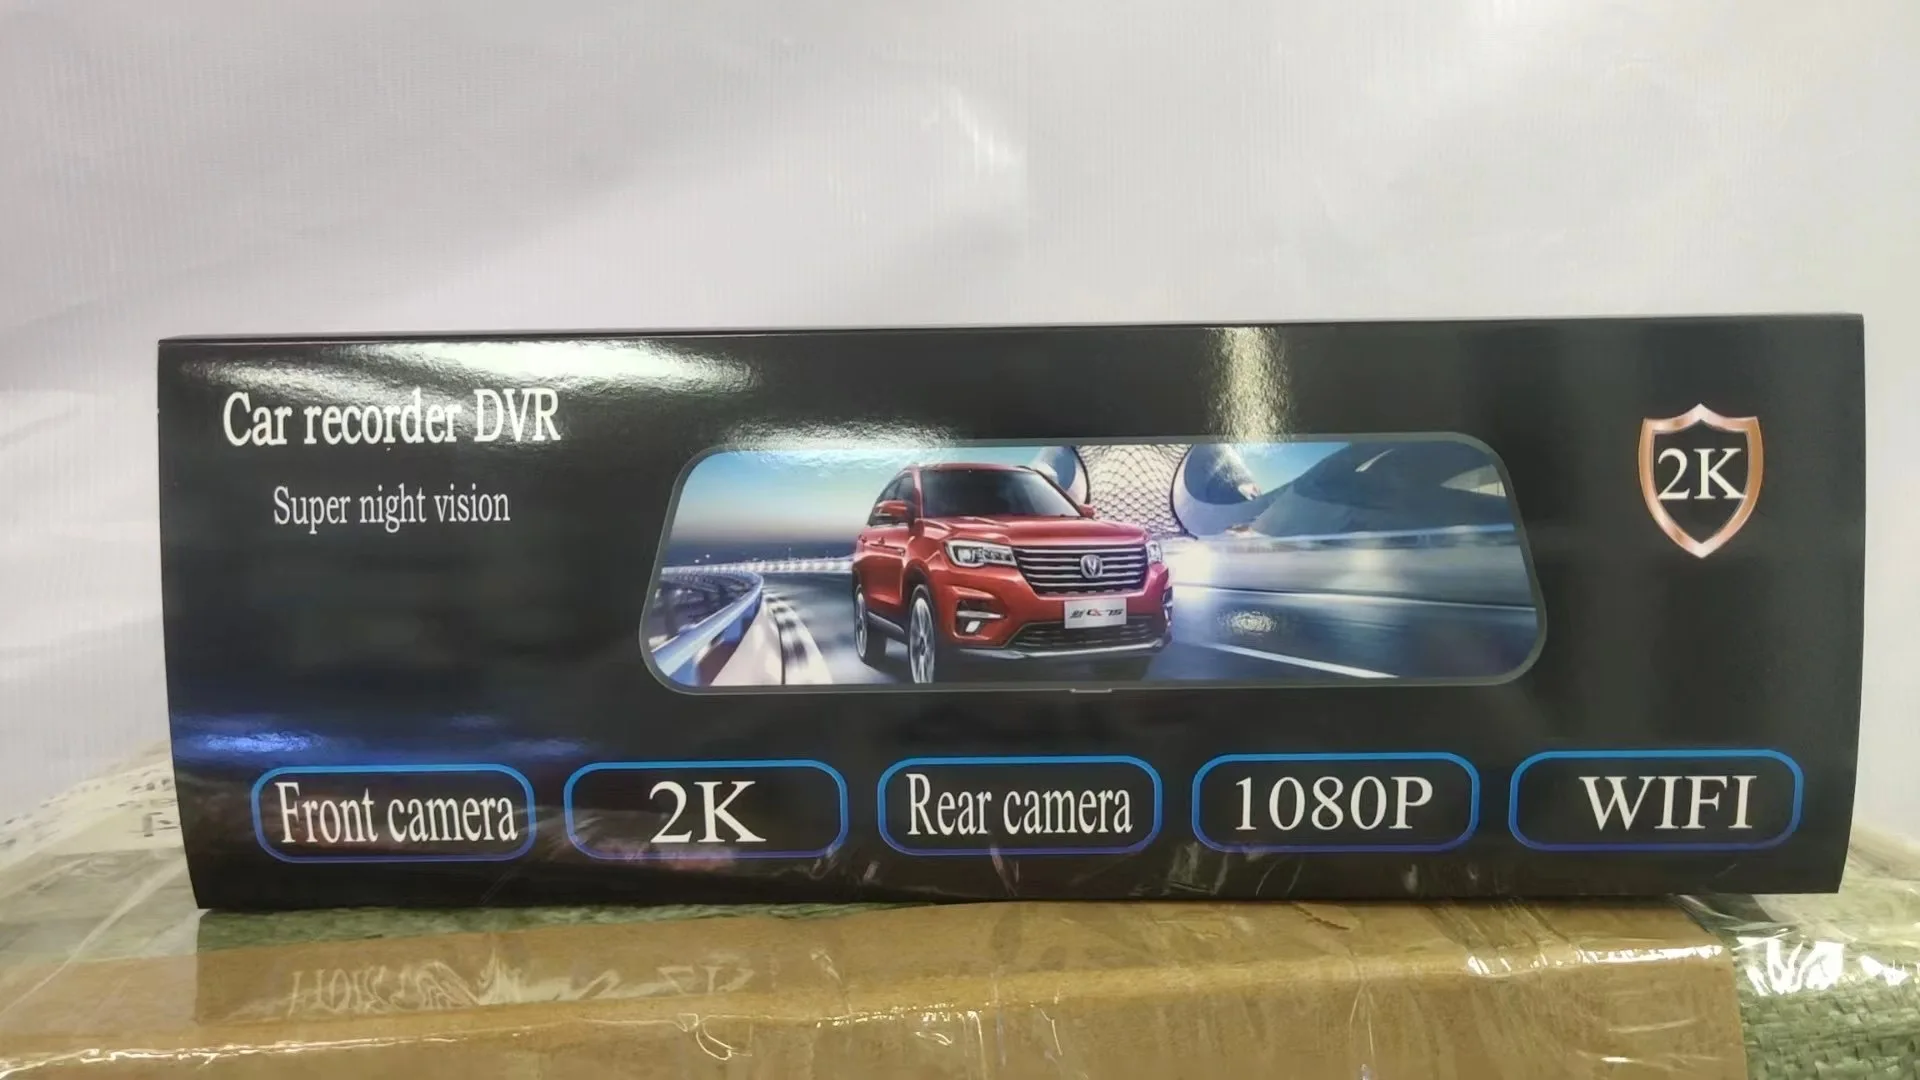 Car recorder DVR
Super night vision
2K
Front camera
2K
Rear camera
1080P
WIFI